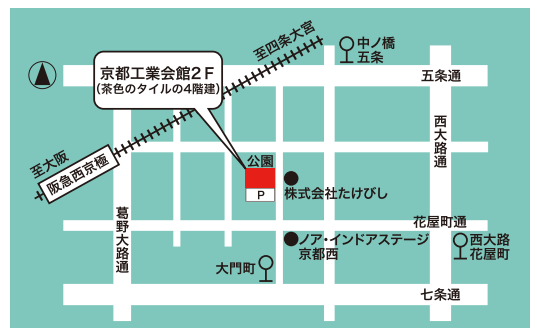 至四条大宮
中ノ橋
五条
京都工業会館2F
(茶色のタイルの4階建)
五条通
西大路通
至大阪
阪急西京極
公園
P
株式会社たけびし
葛野大路通
花屋町通
ノア・インドアステージ
京都西
西大路
花屋町
大門町
七条通